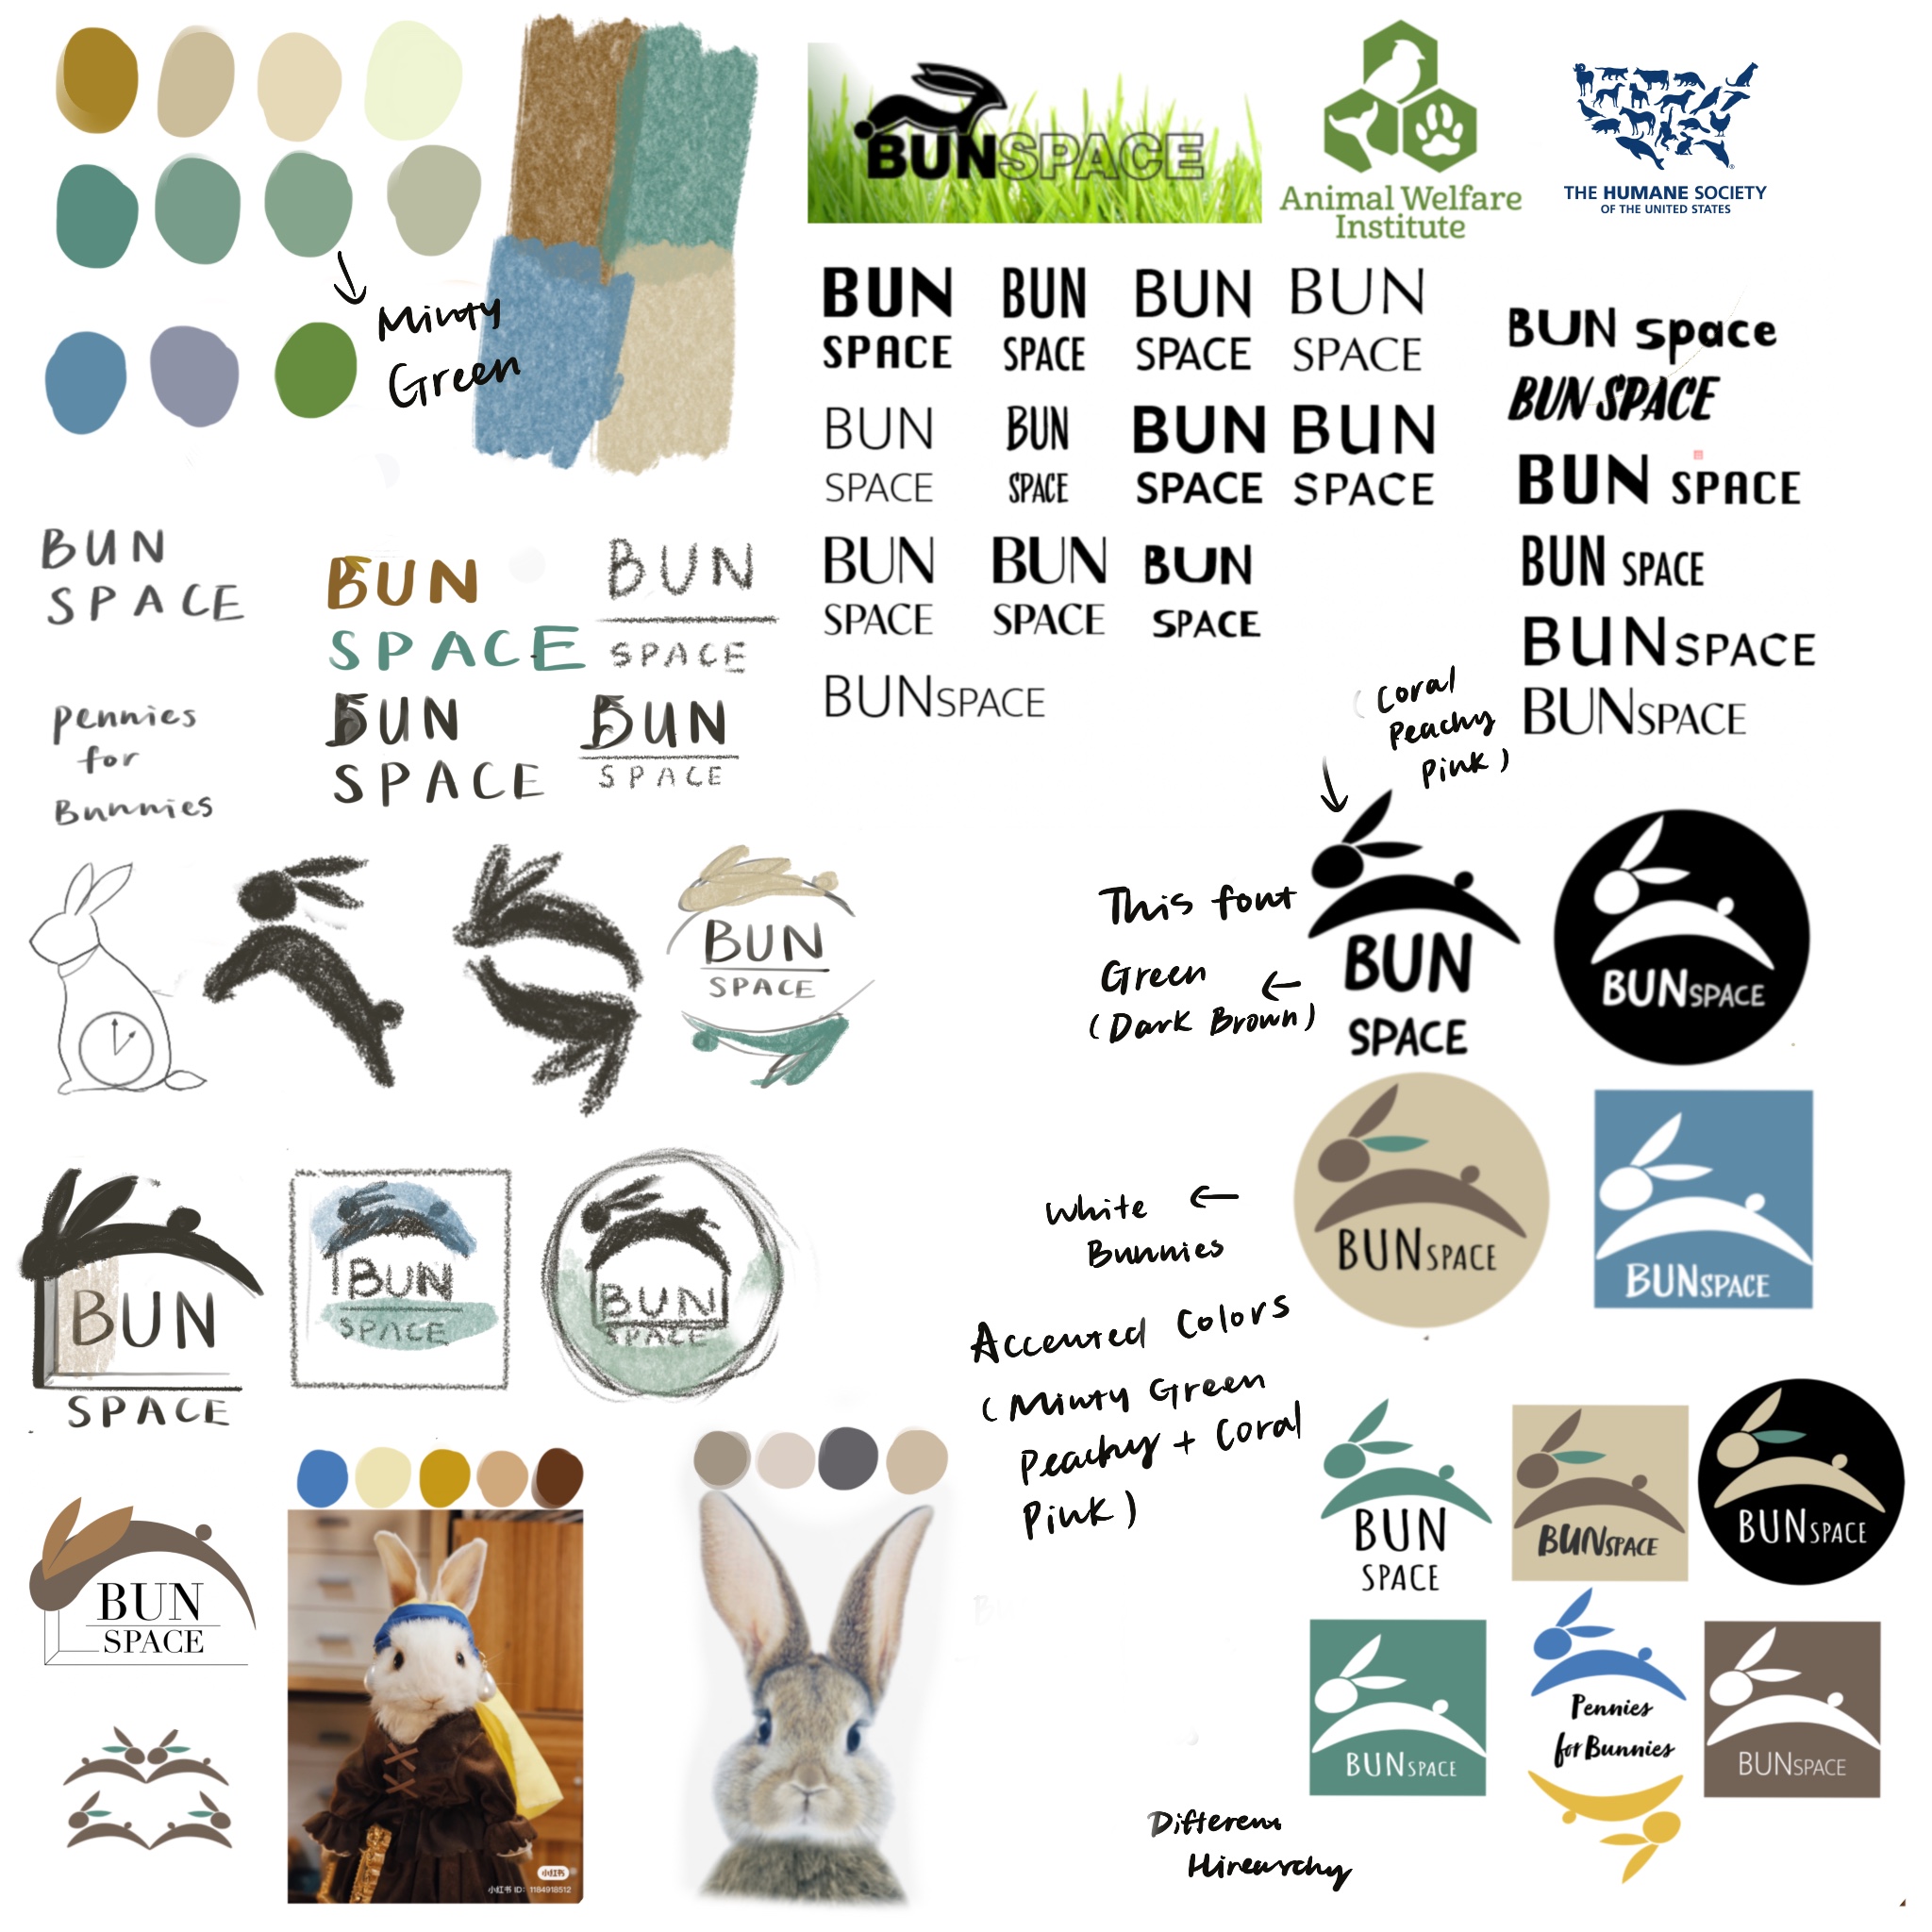 Minty
Green
BUNSPACE
Animal Welfare
Institute
THE HUMANE SOCIETY
OF THE UNITED STATES
BUN
SPACE
BUN
SPACE
BUN
SPACE
BUN
SPACE
BUN
SPACE
BUN
SPACE
BUN
SPACE
BUN
SPACE
BUN
SPACE
BUN
SPACE
BUN
SPACE
BUNSPACE
BUN space
BUN SPACE
BUN SPACE
BUN SPACE
BUNSPACE
BUNSPACE
BUN
SPACE
BUN
SPACE
BUN
SPACE
Pennies
for
Bunnies
BUN
SPACE
BUN
SPACE
BUN
SPACE
(Coral
Peachy
Pink)
This font
Green
(Dark Brown)
BUN
SPACE
BUNSPACE
White
Bunnies
BUNSPACE
BUNSPACE
Accented Colors
(Minty Green
Peachy + Coral
Pink)
BUN
SPACE
BUN
SPACE
BUN
SPACE
BUN
SPACE
小红书
小红书 ID: 1184918512
BUN
SPACE
BUNSPACE
BUNSPACE
BUNSPACE
Pennies
for Bunnies
BUNSPACE
Different
Hirearchy